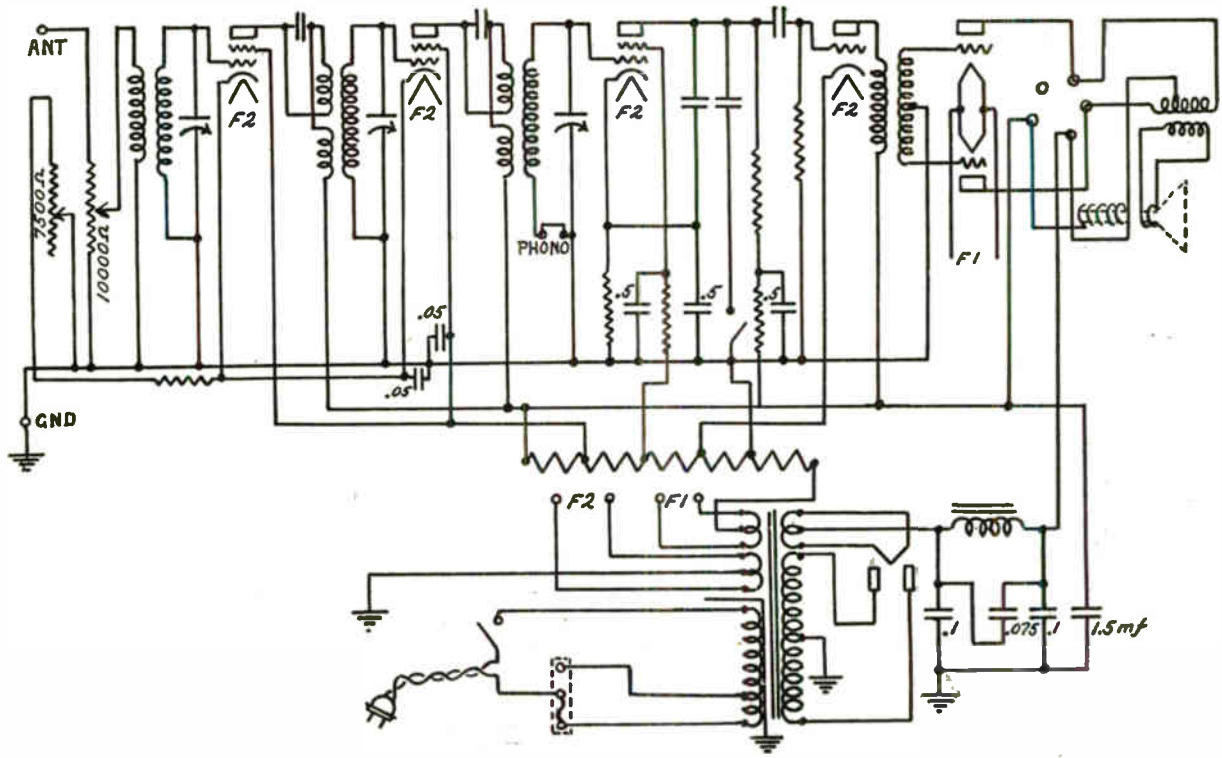 ANT
F2
F2
F2
F2
7500Ω
10000Ω
PHONO
F1
.5
.5
.5
.05
.05
GND
F2
F1
.1
.075
.1
1.5mf